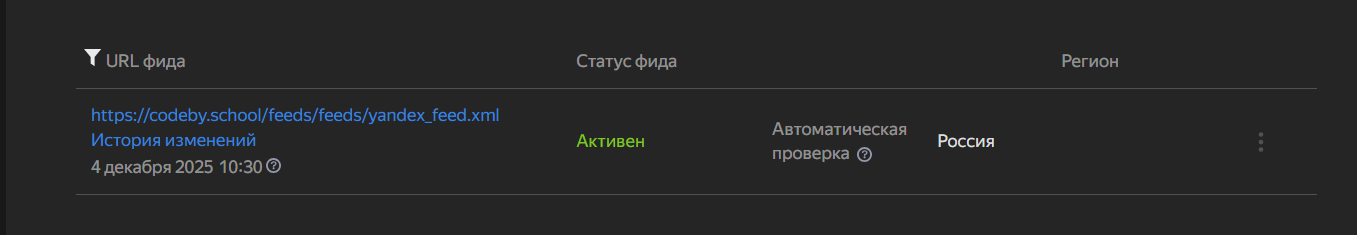 URL фида Статус фида Регион
https://codeby.school/feeds/feeds/yandex_feed.xml
История изменений
4 декабря 2025 10:30 ?
Активен
Автоматическая
проверка ?
Россия